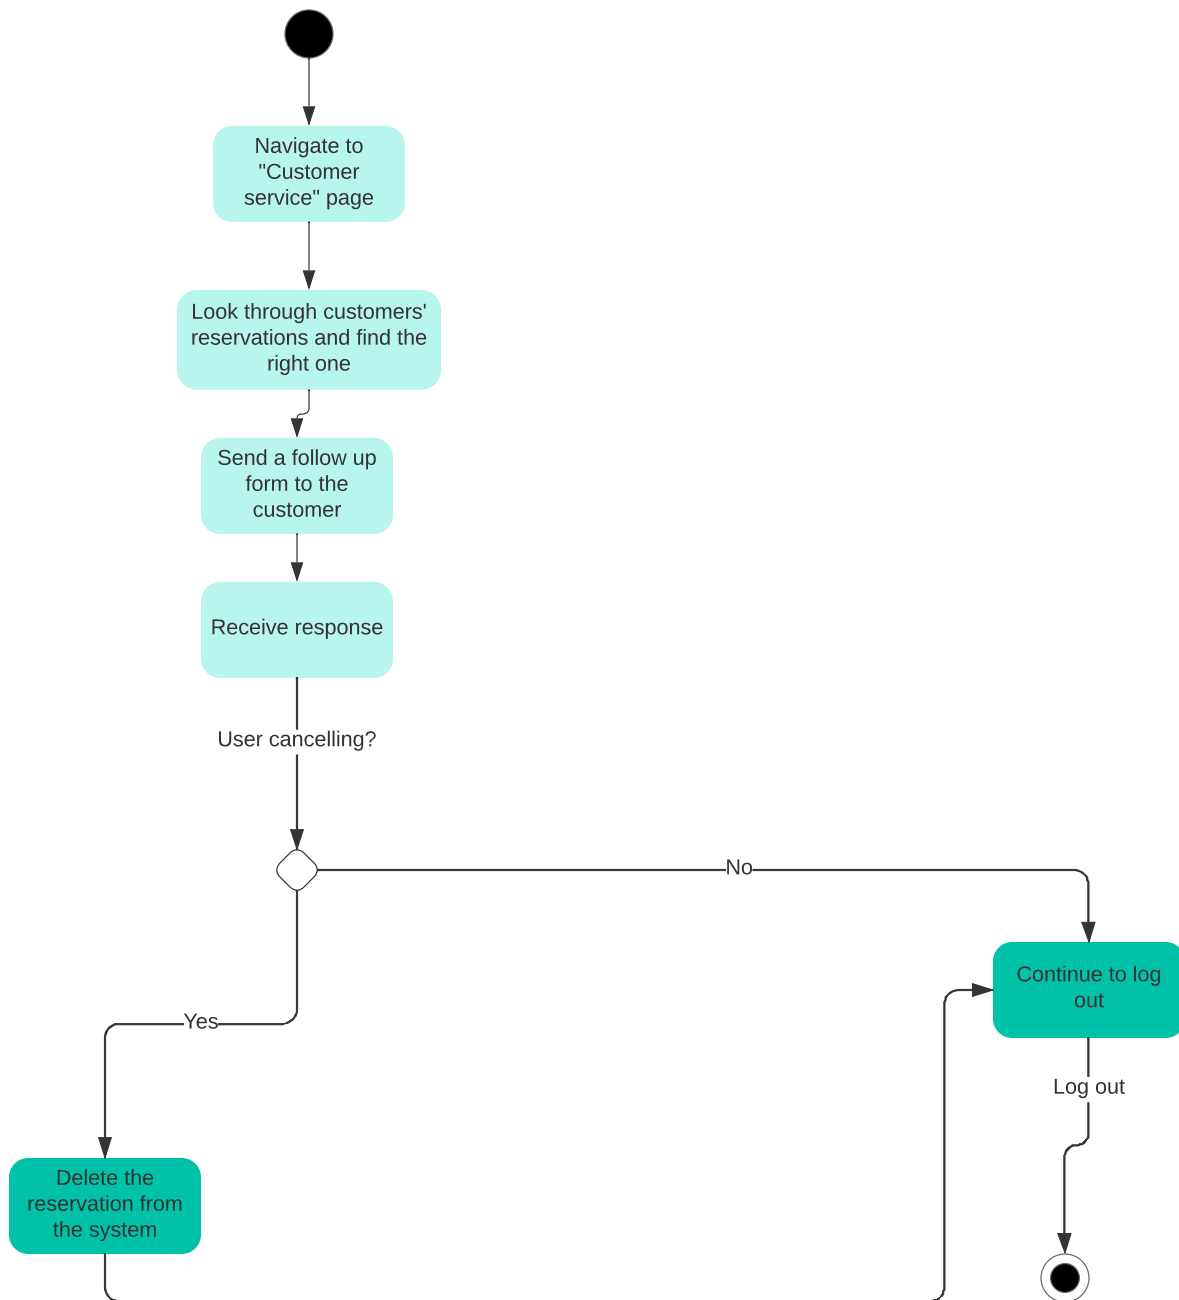 Navigate to
"Customer
service" page
Look through customers'
reservations and find the
right one
Send a follow up
form to the
customer
Receive response
User cancelling?
No
Continue to log
out
Yes
Log out
Delete the
reservation from
the system